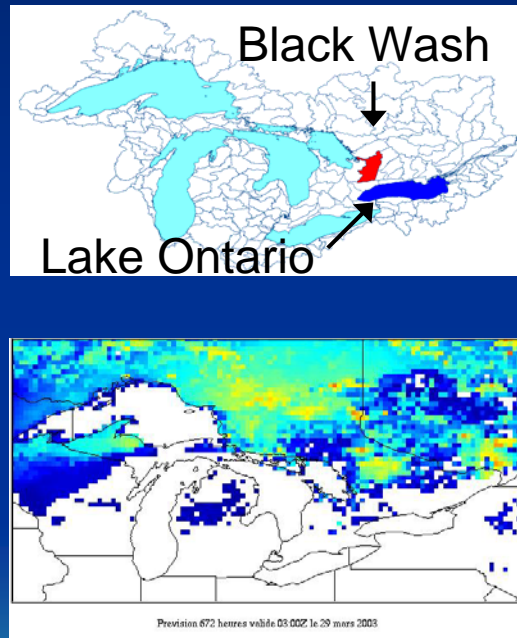 Black Wash
Lake Ontario
Prevision 672 heures valide 03:00Z le 29 mars 2003